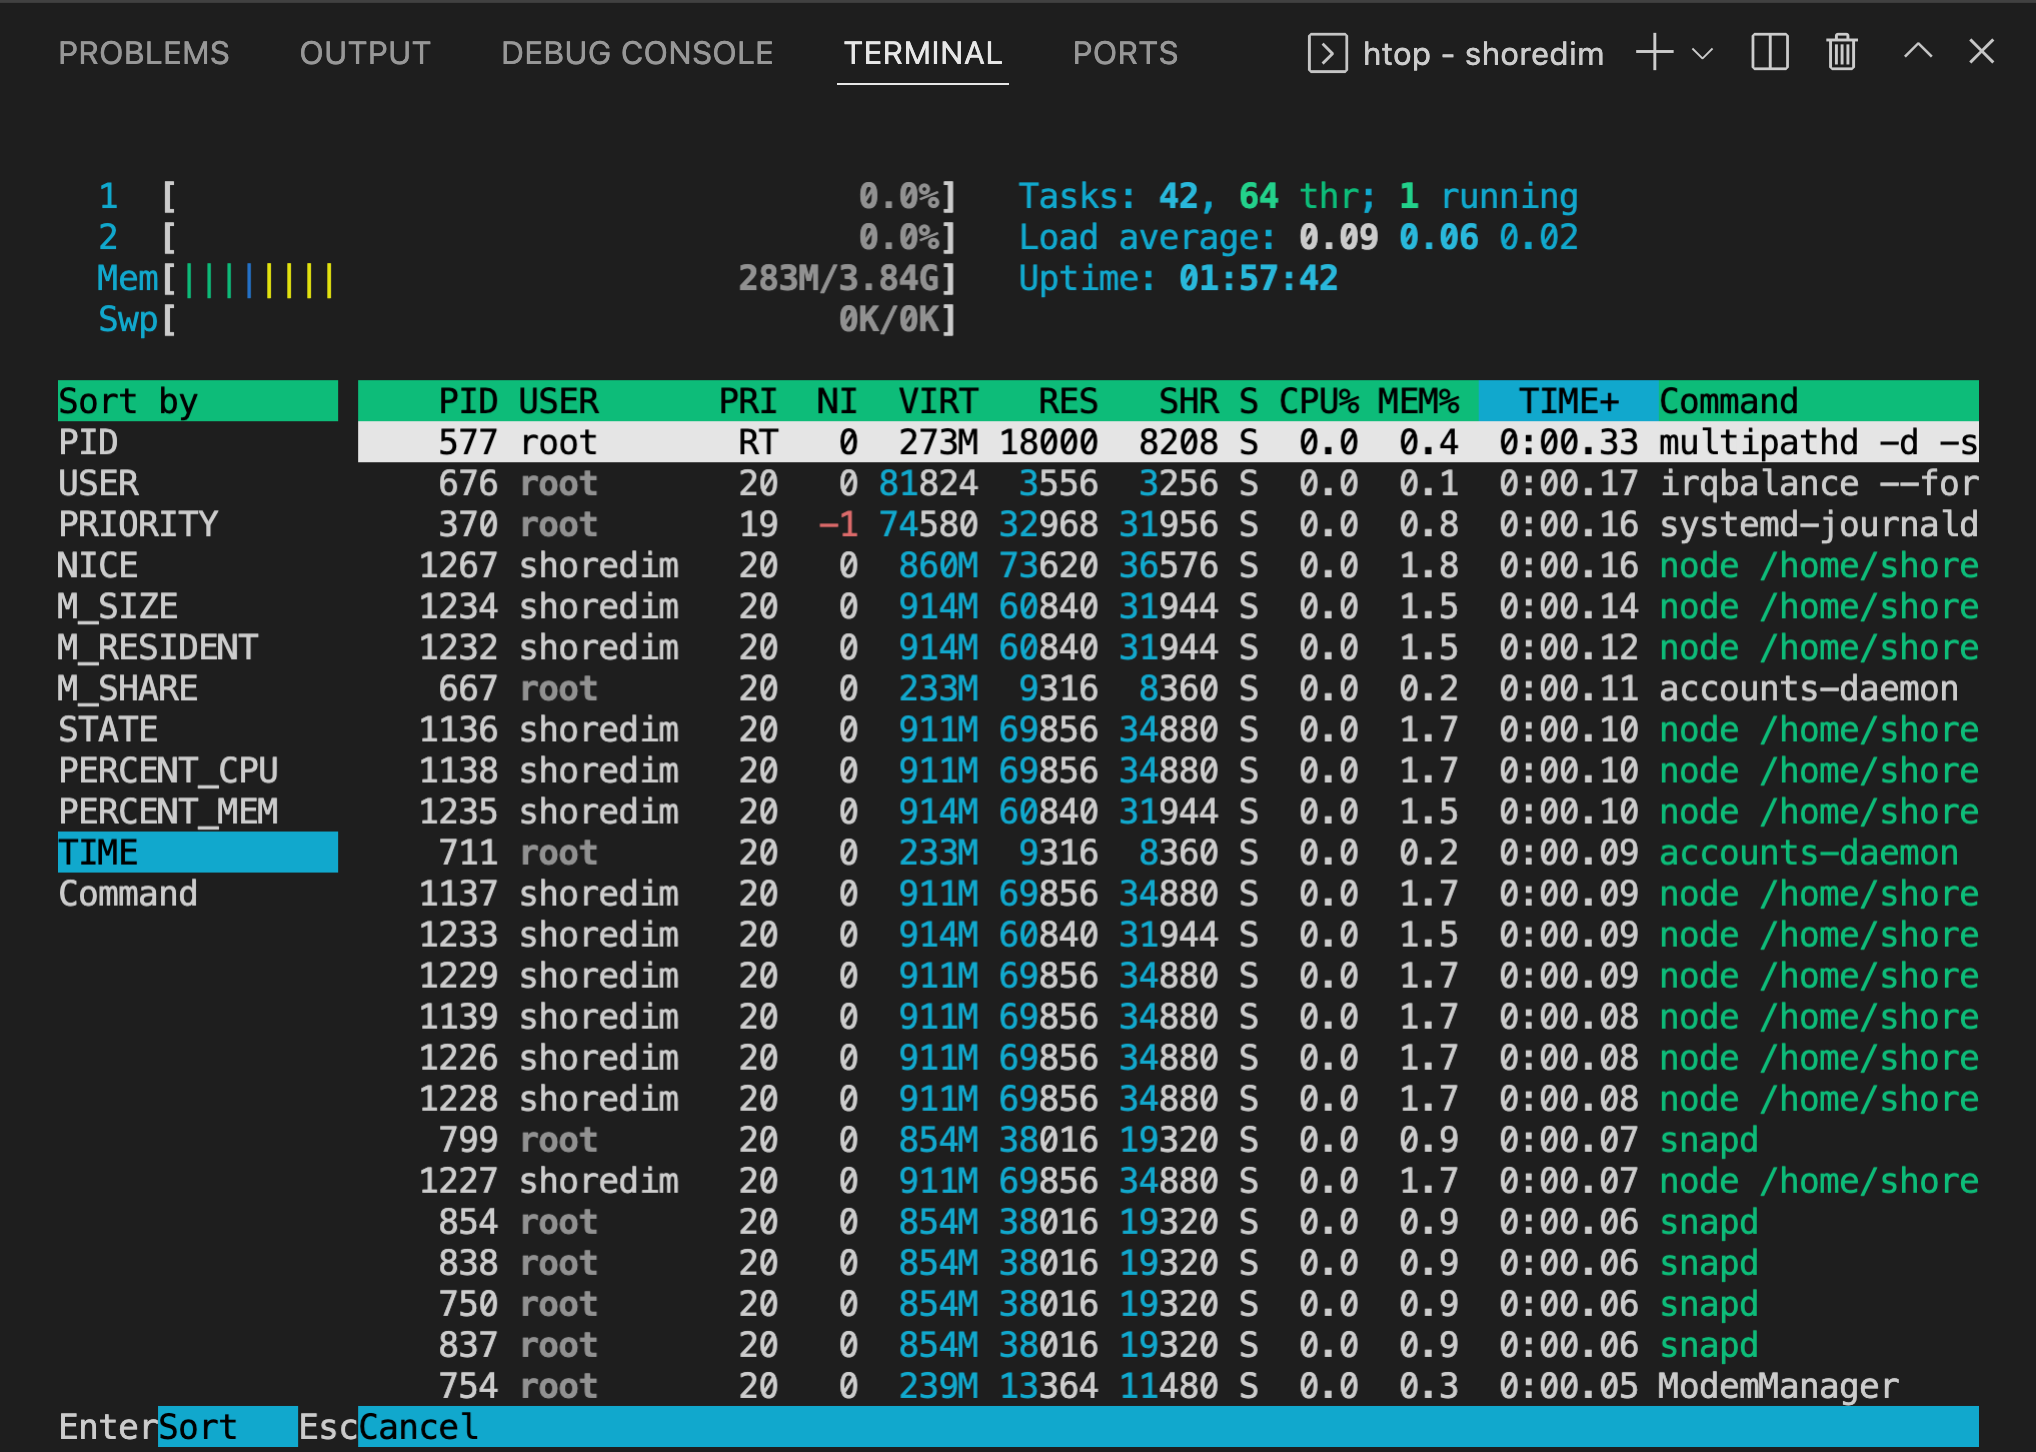 PROBLEMS OUTPUT DEBUG CONSOLE TERMINAL PORTS htop - shoredim
1 [ 0.0%] Tasks: 42, 64 thr; 1 running
2 [ 0.0%] Load average: 0.09 0.06 0.02
Mem[|||||||| 283M/3.84G] Uptime: 01:57:42
Swp[ 0K/0K]
Sort by PID USER PRI NI VIRT RES SHR S CPU% MEM% TIME+ Command
PID 577 root RT 0 273M 18000 8208 S 0.0 0.4 0:00.33 multipathd -d -s
USER 676 root 20 0 81824 3556 3256 S 0.0 0.1 0:00.17 irqbalance --for
PRIORITY 370 root 19 -1 74580 32968 31956 S 0.0 0.8 0:00.16 systemd-journald
NICE 1267 shoredim 20 0 860M 73620 36576 S 0.0 1.8 0:00.16 node /home/shore
M_SIZE 1234 shoredim 20 0 914M 60840 31944 S 0.0 1.5 0:00.14 node /home/shore
M_RESIDENT 1232 shoredim 20 0 914M 60840 31944 S 0.0 1.5 0:00.12 node /home/shore
M_SHARE 667 root 20 0 233M 9316 8360 S 0.0 0.2 0:00.11 accounts-daemon
STATE 1136 shoredim 20 0 911M 69856 34880 S 0.0 1.7 0:00.10 node /home/shore
PERCENT_CPU 1138 shoredim 20 0 911M 69856 34880 S 0.0 1.7 0:00.10 node /home/shore
PERCENT_MEM 1235 shoredim 20 0 914M 60840 31944 S 0.0 1.5 0:00.10 node /home/shore
TIME 711 root 20 0 233M 9316 8360 S 0.0 0.2 0:00.09 accounts-daemon
Command 1137 shoredim 20 0 911M 69856 34880 S 0.0 1.7 0:00.09 node /home/shore
1233 shoredim 20 0 914M 60840 31944 S 0.0 1.5 0:00.09 node /home/shore
1229 shoredim 20 0 911M 69856 34880 S 0.0 1.7 0:00.09 node /home/shore
1139 shoredim 20 0 911M 69856 34880 S 0.0 1.7 0:00.08 node /home/shore
1226 shoredim 20 0 911M 69856 34880 S 0.0 1.7 0:00.08 node /home/shore
1228 shoredim 20 0 911M 69856 34880 S 0.0 1.7 0:00.08 node /home/shore
799 root 20 0 854M 38016 19320 S 0.0 0.9 0:00.07 snapd
1227 shoredim 20 0 911M 69856 34880 S 0.0 1.7 0:00.07 node /home/shore
854 root 20 0 854M 38016 19320 S 0.0 0.9 0:00.06 snapd
838 root 20 0 854M 38016 19320 S 0.0 0.9 0:00.06 snapd
750 root 20 0 854M 38016 19320 S 0.0 0.9 0:00.06 snapd
837 root 20 0 854M 38016 19320 S 0.0 0.9 0:00.06 snapd
754 root 20 0 239M 13364 11480 S 0.0 0.3 0:00.05 ModemManager
EnterSort EscCancel